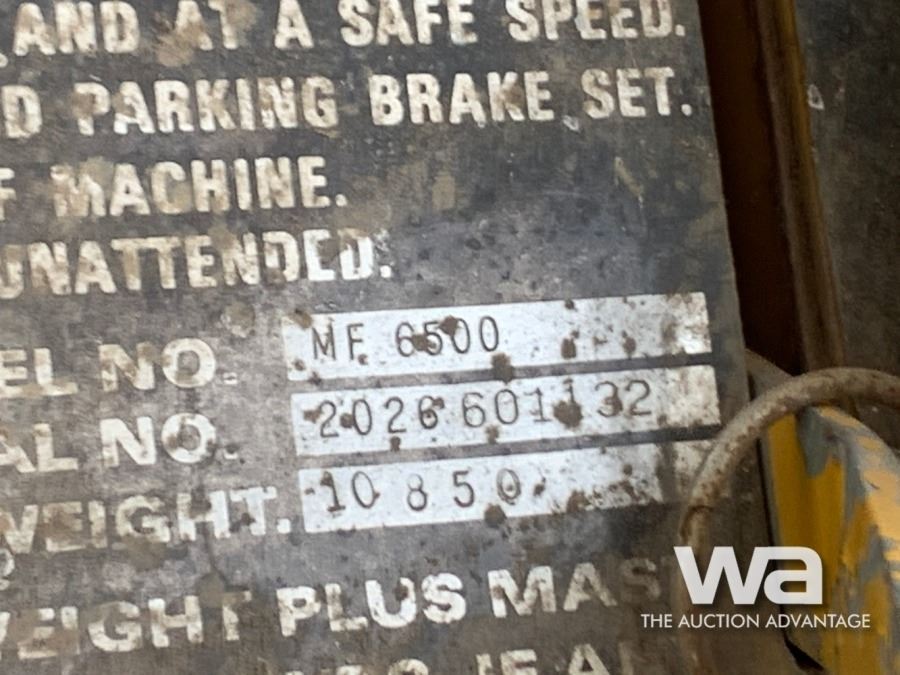 AND AT A SAFE SPEED.
D PARKING BRAKE SET.
F MACHINE.
UNATTENDED.
EL NO. MF 6500
AL NO. 2026601132
WEIGHT. 10850
EIGHT PLUS MAS
wa
THE AUCTION ADVANTAGE